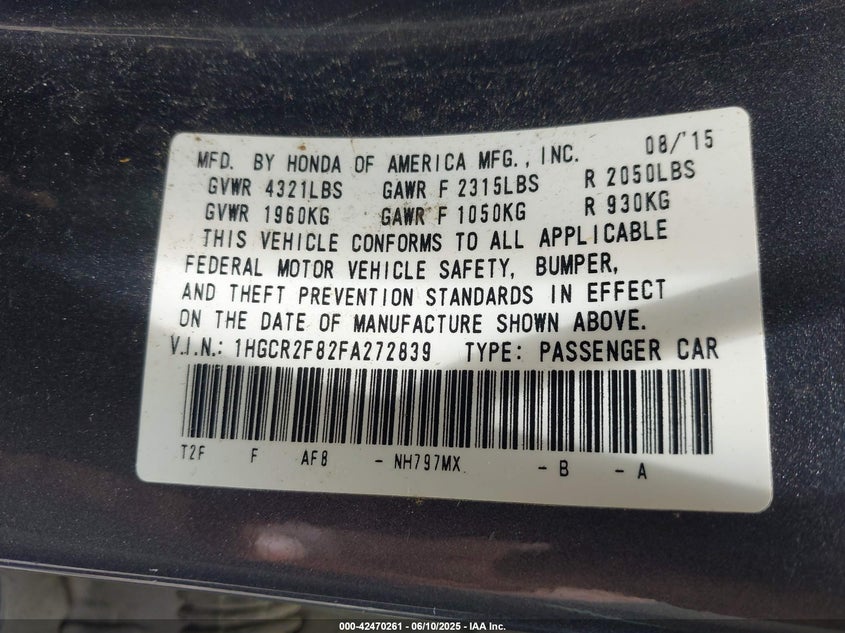 MFD. BY HONDA OF AMERICA MFG., INC. 08/'15
GVWR 4321LBS GAWR F 2315LBS R 2050LBS
GVWR 1960KG GAWR F 1050KG R 930KG
THIS VEHICLE CONFORMS TO ALL APPLICABLE
FEDERAL MOTOR VEHICLE SAFETY, BUMPER,
AND THEFT PREVENTION STANDARDS IN EFFECT
ON THE DATE OF MANUFACTURE SHOWN ABOVE.
V.I.N.: 1HGCR2F82FA272839 TYPE: PASSENGER CAR
T2F F AF8 - NH797MX - B - A
000-42470261 - 06/10/2025 - IAA Inc.